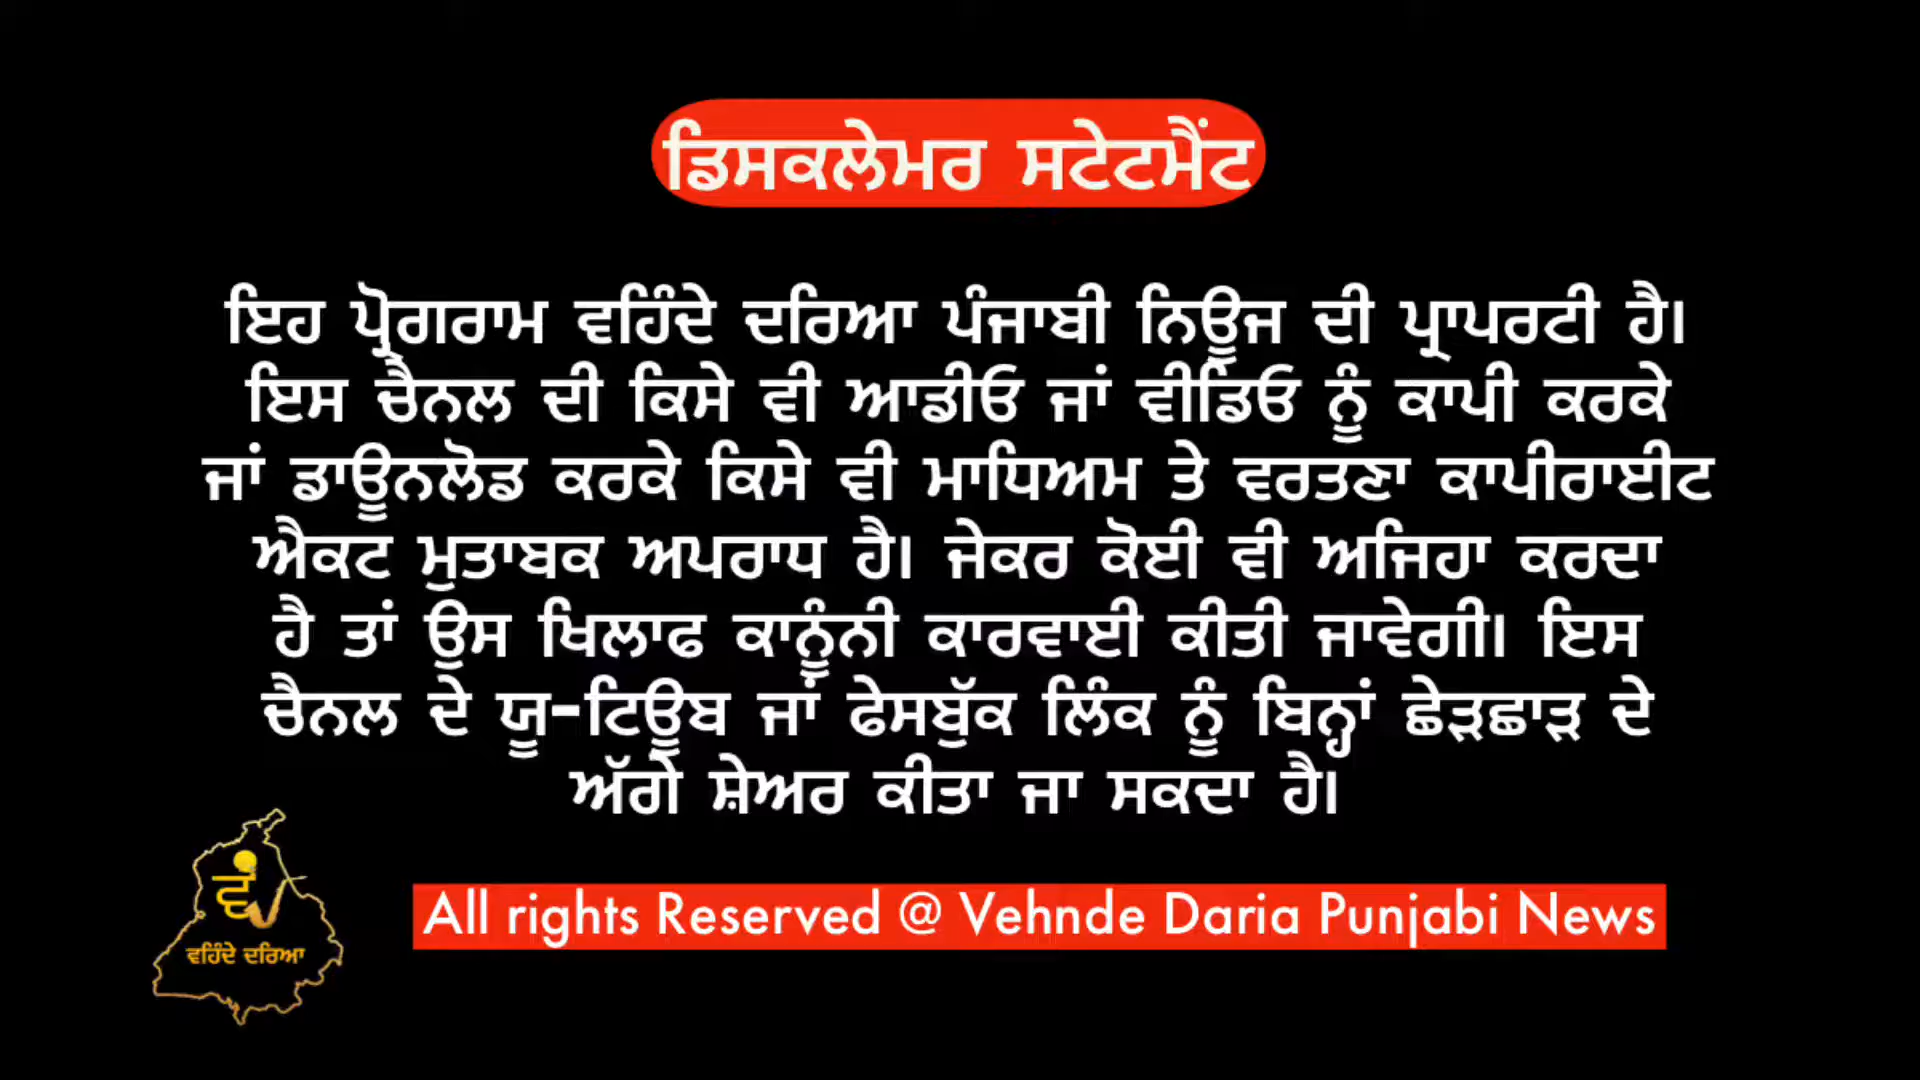 ਡਿਸਕਲੇਮਰ ਸਟੇਟਮੈਂਟ
ਇਹ ਪ੍ਰੋਗਰਾਮ ਵਹਿੰਦੇ ਦਰਿਆ ਪੰਜਾਬੀ ਨਿਊਜ ਦੀ ਪ੍ਰਾਪਰਟੀ ਹੈ।
ਇਸ ਚੈਨਲ ਦੀ ਕਿਸੇ ਵੀ ਆਡੀਓ ਜਾਂ ਵੀਡਿਓ ਨੂੰ ਕਾਪੀ ਕਰਕੇ
ਜਾਂ ਡਾਊਨਲੋਡ ਕਰਕੇ ਕਿਸੇ ਵੀ ਮਾਧਿਅਮ ਤੇ ਵਰਤਣਾ ਕਾਪੀਰਾਈਟ
ਐਕਟ ਮੁਤਾਬਕ ਅਪਰਾਧ ਹੈ। ਜੇਕਰ ਕੋਈ ਵੀ ਅਜਿਹਾ ਕਰਦਾ
ਹੈ ਤਾਂ ਉਸ ਖਿਲਾਫ ਕਾਨੂੰਨੀ ਕਾਰਵਾਈ ਕੀਤੀ ਜਾਵੇਗੀ। ਇਸ
ਚੈਨਲ ਦੇ ਯੂ-ਟਿਊਬ ਜਾਂ ਫੇਸਬੁੱਕ ਲਿੰਕ ਨੂੰ ਬਿਨ੍ਹਾਂ ਛੇੜਛਾੜ ਦੇ
ਅੱਗੇ ਸ਼ੇਅਰ ਕੀਤਾ ਜਾ ਸਕਦਾ ਹੈ।
All rights Reserved @ Vehnde Daria Punjabi News
ਵਹਿੰਦੇ ਦਰਿਆ